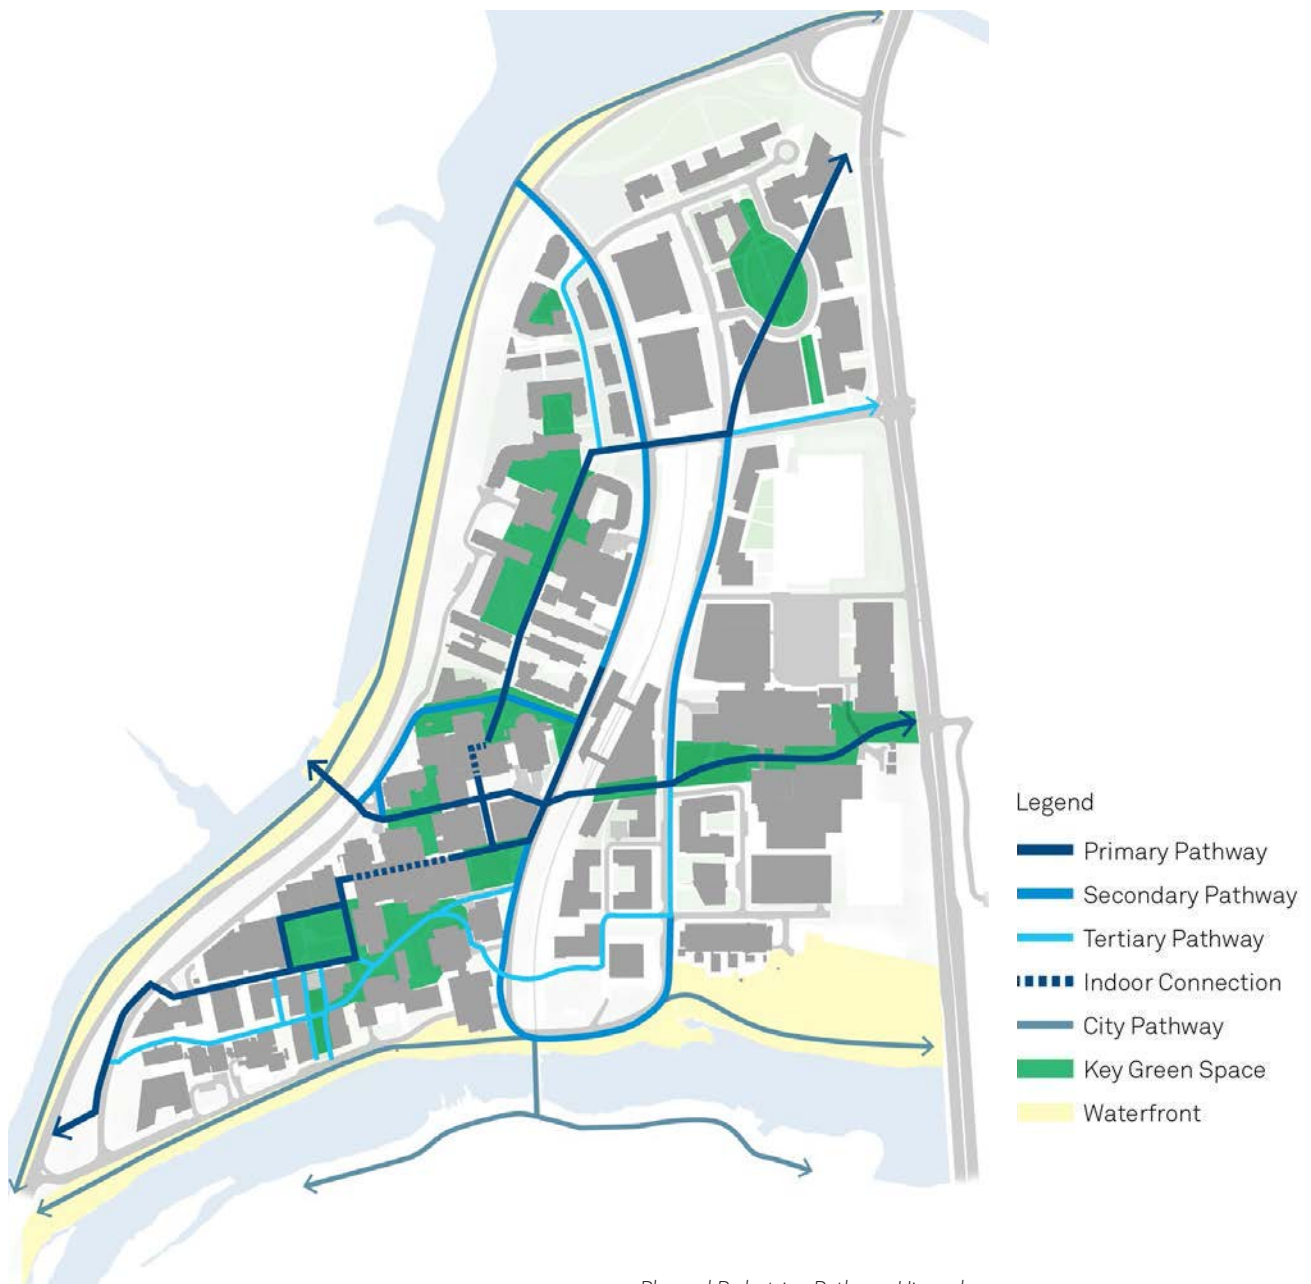 Legend
Primary Pathway
Secondary Pathway
Tertiary Pathway
Indoor Connection
City Pathway
Key Green Space
Waterfront